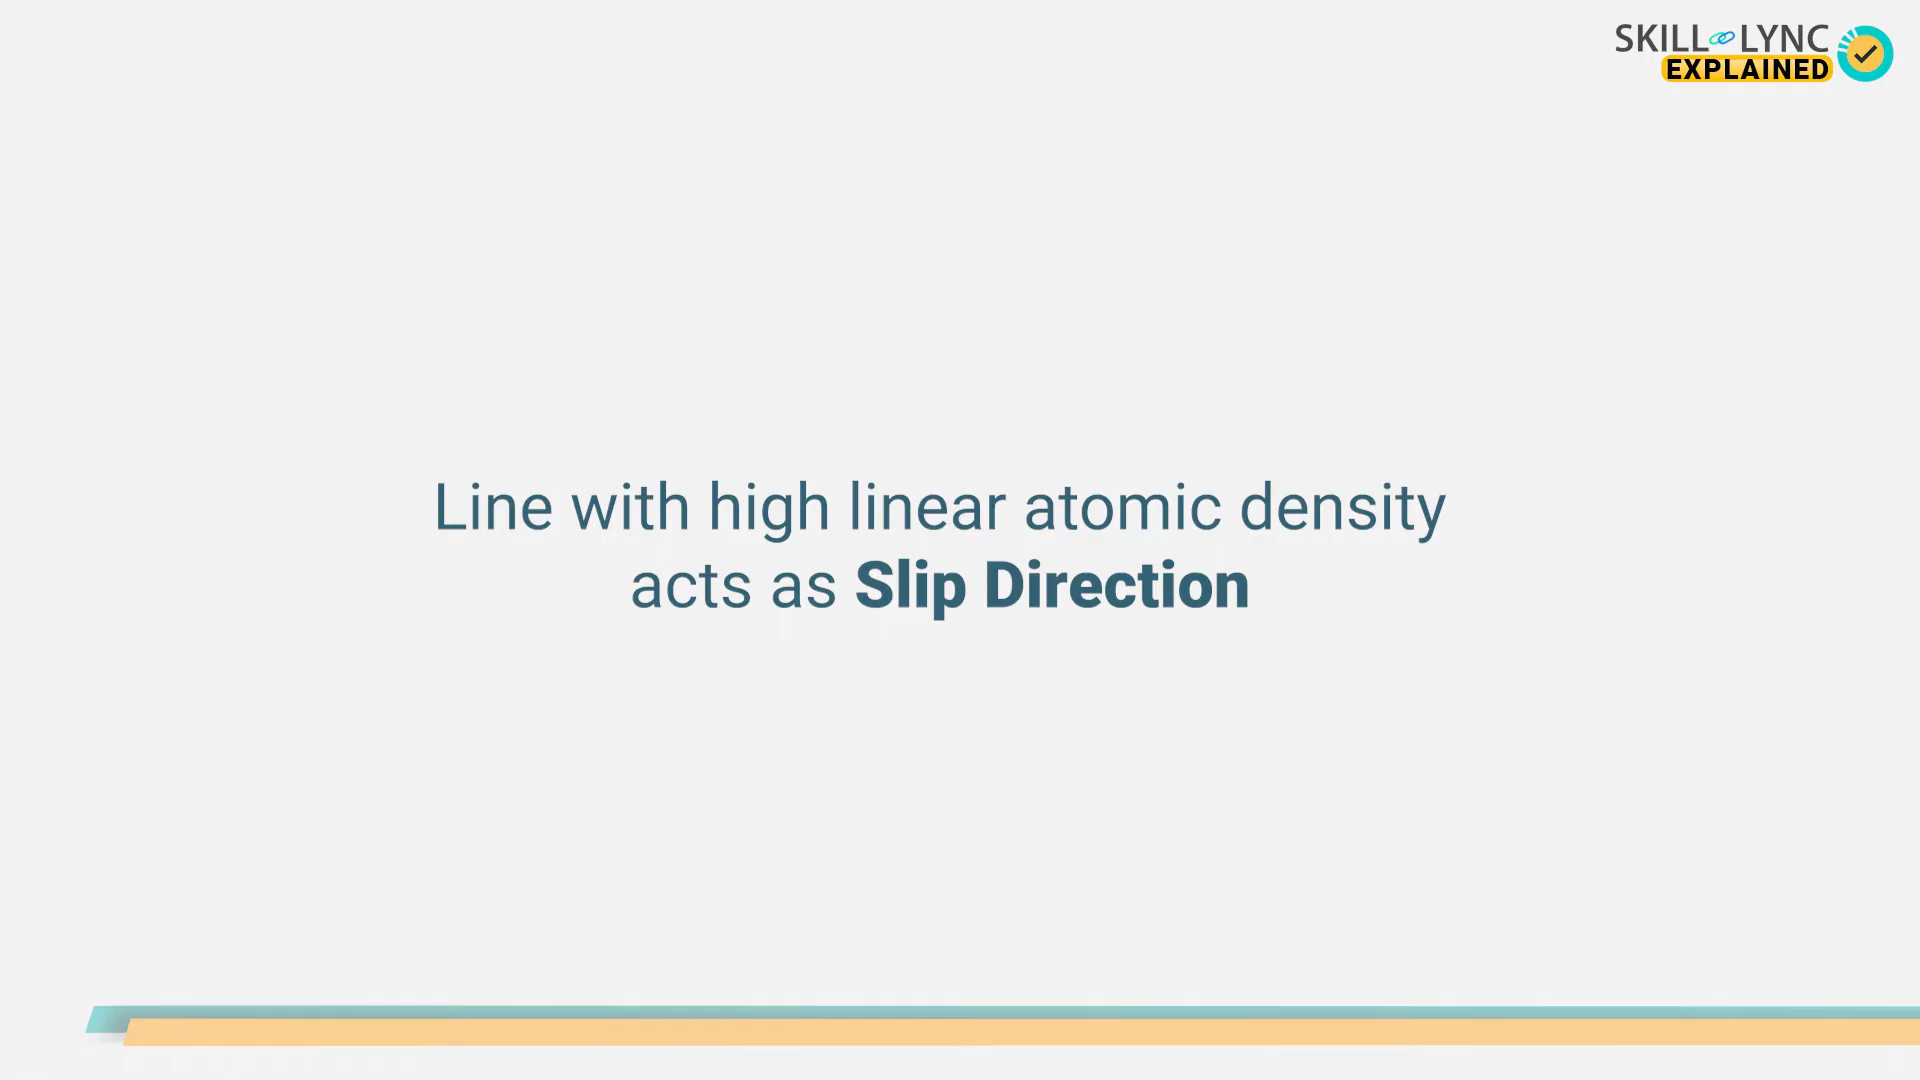 SKILL LYNC
EXPLAINED
Line with high linear atomic density
acts as Slip Direction